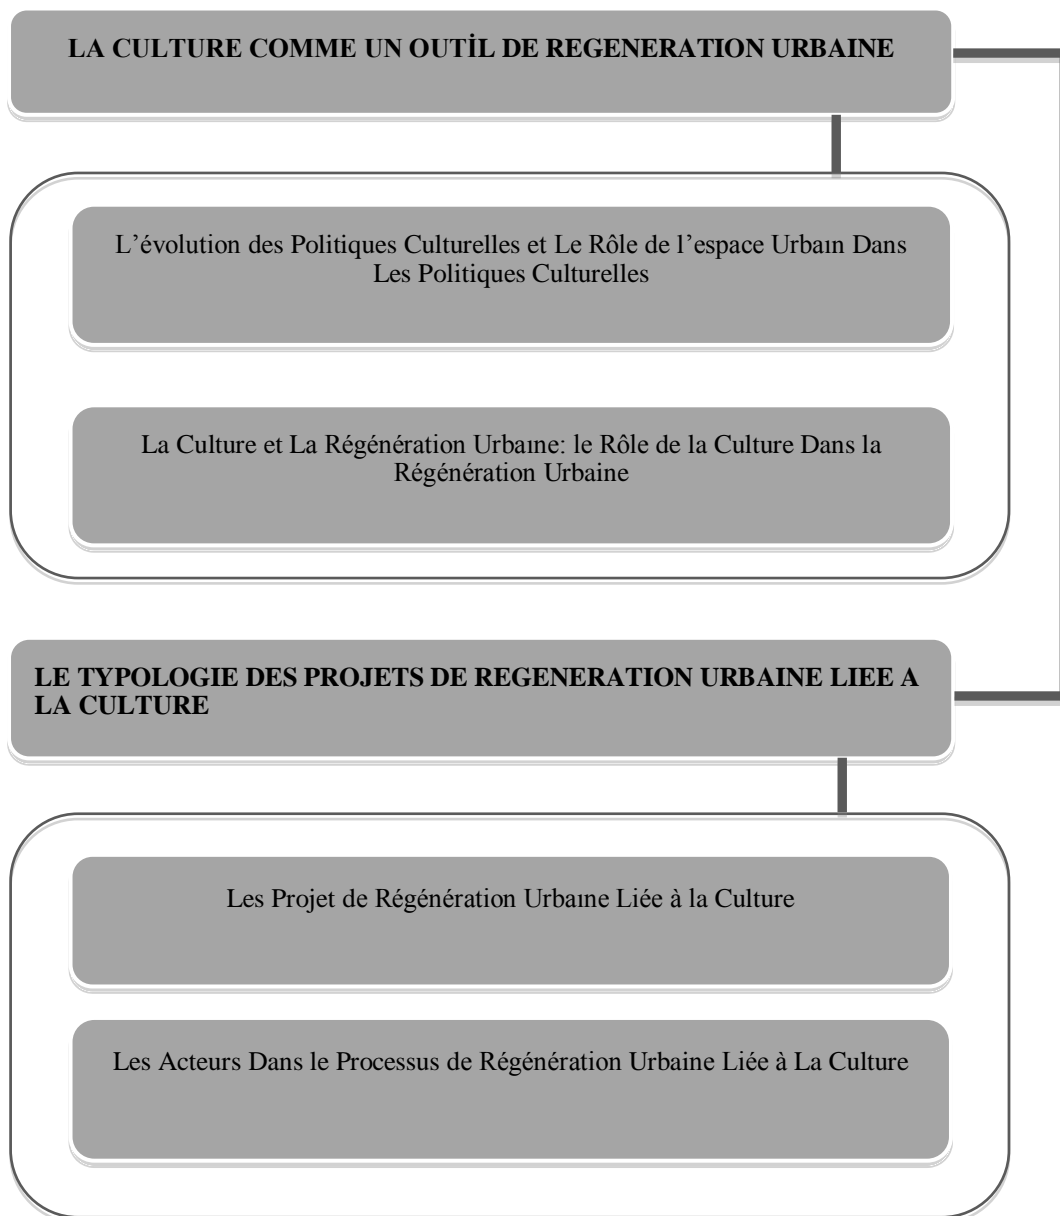 LA CULTURE COMME UN OUTİL DE REGENERATION URBAINE
L’évolution des Politiques Culturelles et Le Rôle de l’espace Urbaın Dans
Les Politiques Culturelles
La Culture et La Régénération Urbaıne: le Rôle de la Culture Dans la
Régénération Urbaine
LE TYPOLOGIE DES PROJETS DE REGENERATION URBAINE LIEE A
LA CULTURE
Les Projet de Régénération Urbaıne Liée à la Culture
Les Acteurs Dans le Processus de Régénération Urbaine Liée à La Culture